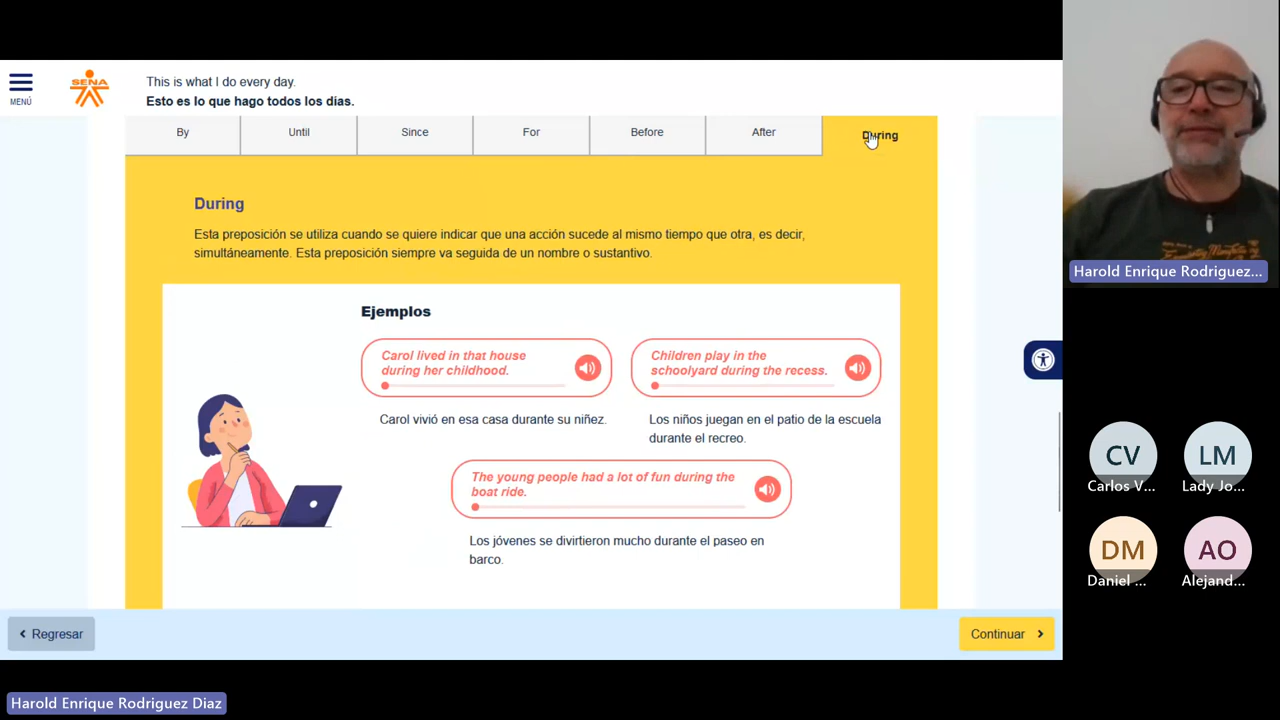 MENÚ
SENA
This is what I do every day.
Esto es lo que hago todos los días.
By
Until
Since
For
Before
After
During
During
Esta preposición se utiliza cuando se quiere indicar que una acción sucede al mismo tiempo que otra, es decir,
simultáneamente. Esta preposición siempre va seguida de un nombre o sustantivo.
Ejemplos
Carol lived in that house
during her childhood.
Children play in the
schoolyard during the recess.
Carol vivió en esa casa durante su niñez.
Los niños juegan en el patio de la escuela
durante el recreo.
The young people had a lot of fun during the
boat ride.
Los jóvenes se divirtieron mucho durante el paseo en
barco.
Regresar
Continuar
Harold Enrique Rodriguez...
CV
Carlos V...
LM
Lady Jo...
DM
Daniel ...
AO
Alejand...
Harold Enrique Rodriguez Diaz